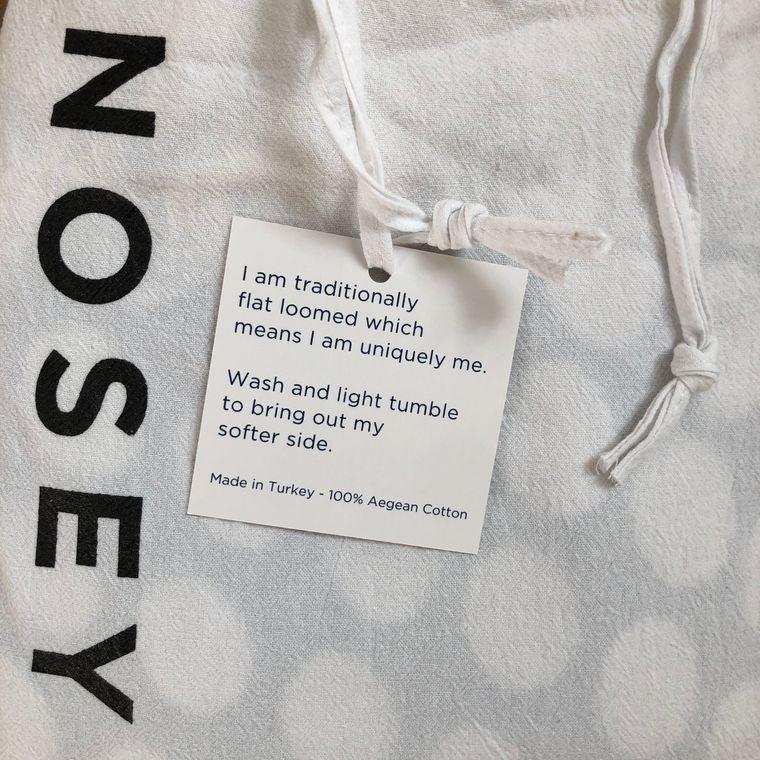 NOSEY
I am traditionally
flat loomed which
means I am uniquely me.
Wash and light tumble
to bring out my
softer side.
Made in Turkey - 100% Aegean Cotton